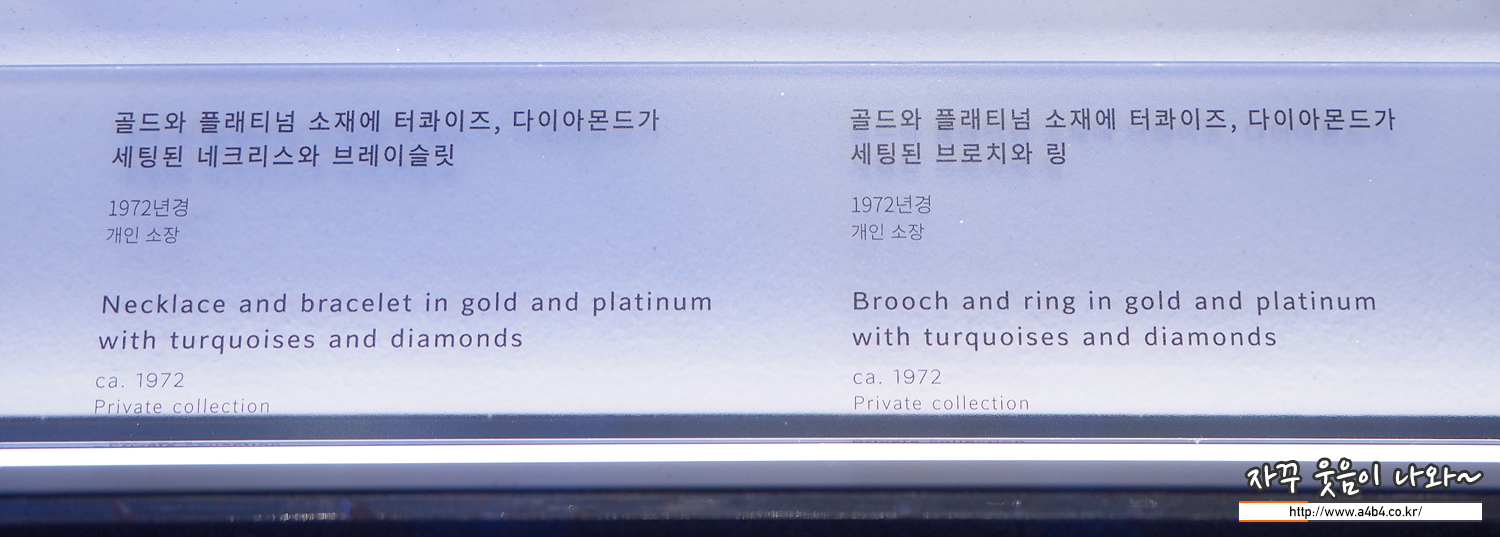 골드와 플래티넘 소재에 터콰이즈, 다이아몬드가
세팅된 네크리스와 브레이슬릿
1972년경
개인 소장
Necklace and bracelet in gold and platinum
with turquoises and diamonds
ca. 1972
Private collection
골드와 플래티넘 소재에 터콰이즈, 다이아몬드가
세팅된 브로치와 링
1972년경
개인 소장
Brooch and ring in gold and platinum
with turquoises and diamonds
ca. 1972
Private collection
자꾸 웃음이 나와~
http://www.a4b4.co.kr/